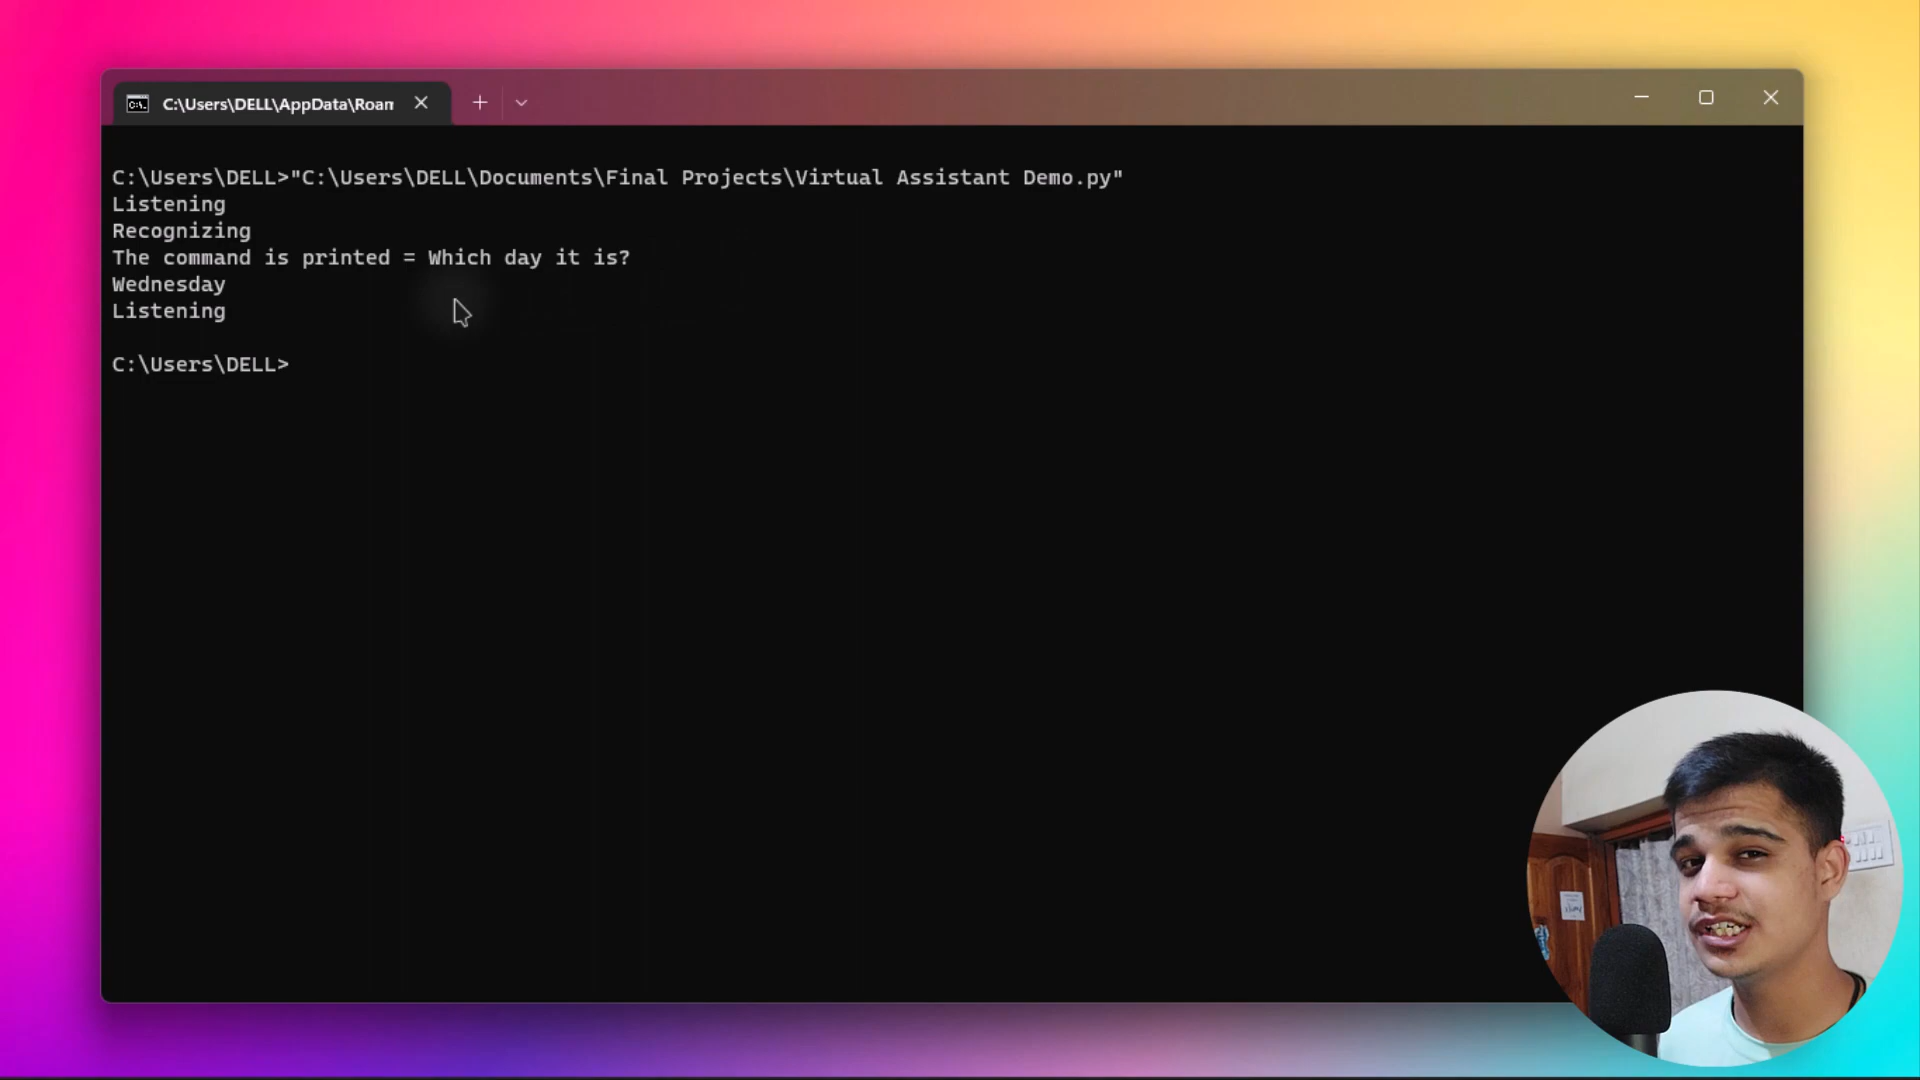 C:\Users\DELL\AppData\Roan
C:\Users\DELL>"C:\Users\DELL\Documents\Final Projects\Virtual Assistant Demo.py"
Listening
Recognizing
The command is printed = Which day it is?
Wednesday
Listening
C:\Users\DELL>